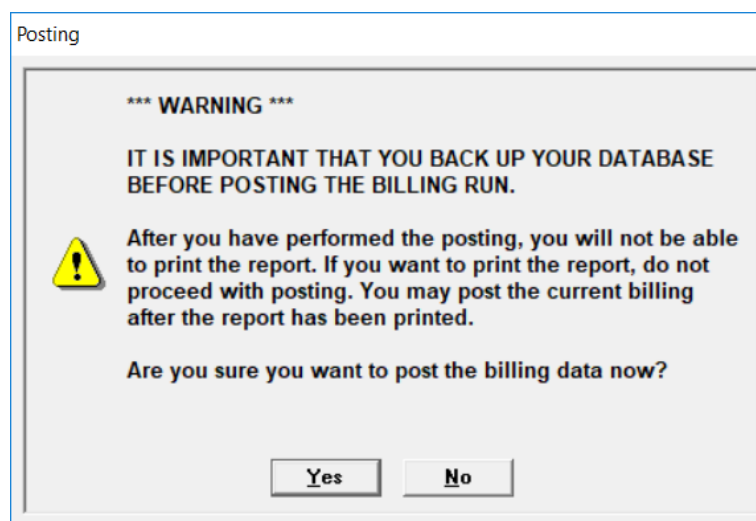 Posting
*** WARNING ***
IT IS IMPORTANT THAT YOU BACK UP YOUR DATABASE
BEFORE POSTING THE BILLING RUN.
After you have performed the posting, you will not be able
to print the report. If you want to print the report, do not
proceed with posting. You may post the current billing
after the report has been printed.
Are you sure you want to post the billing data now?
Yes
No